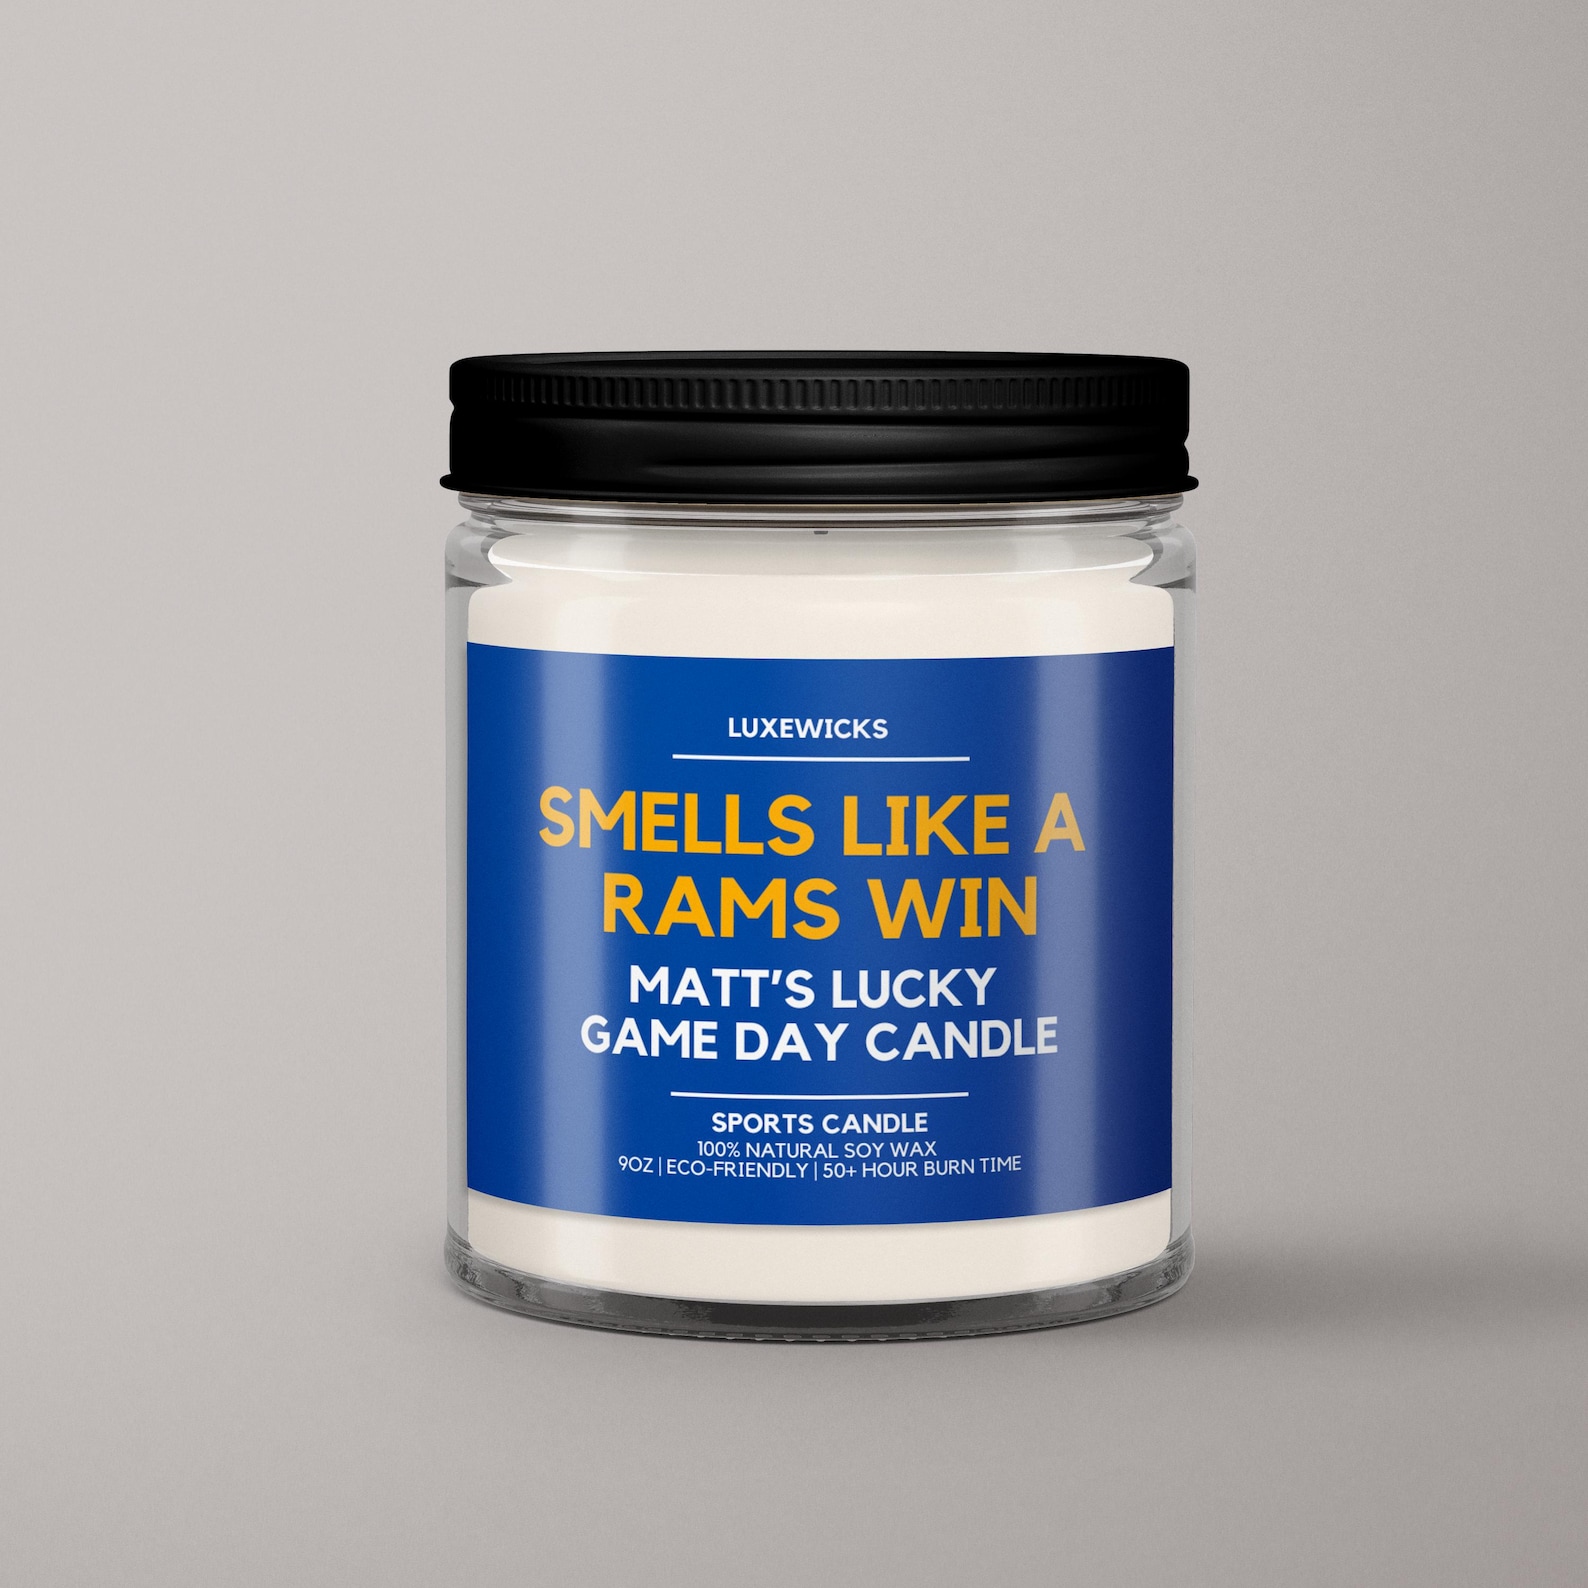 LUXEWICKS
SMELLS LIKE A
RAMS WIN
MATT'S LUCKY
GAME DAY CANDLE
SPORTS CANDLE
100% NATURAL SOY WAX
9OZ | ECO-FRIENDLY | 50+ HOUR BURN TIME